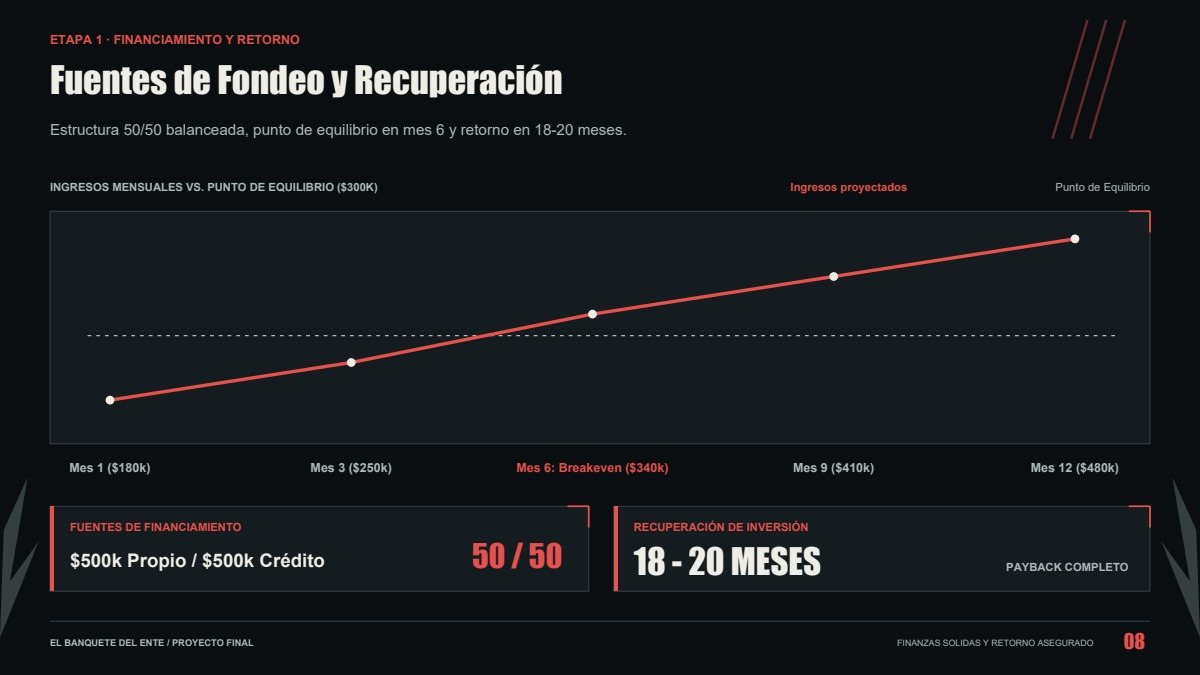 ETAPA 1 · FINANCIAMIENTO Y RETORNO
Fuentes de Fondeo y Recuperación
Estructura 50/50 balanceada, punto de equilibrio en mes 6 y retorno en 18-20 meses.
INGRESOS MENSUALES VS. PUNTO DE EQUILIBRIO ($300K)
Ingresos proyectados
Punto de Equilibrio
Mes 1 ($180k)
Mes 3 ($250k)
Mes 6: Breakeven ($340k)
Mes 9 ($410k)
Mes 12 ($480k)
FUENTES DE FINANCIAMIENTO
$500k Propio / $500k Crédito
50 / 50
RECUPERACIÓN DE INVERSIÓN
18 - 20 MESES
PAYBACK COMPLETO
EL BANQUETE DEL ENTE / PROYECTO FINAL
FINANZAS SOLIDAS Y RETORNO ASEGURADO
08